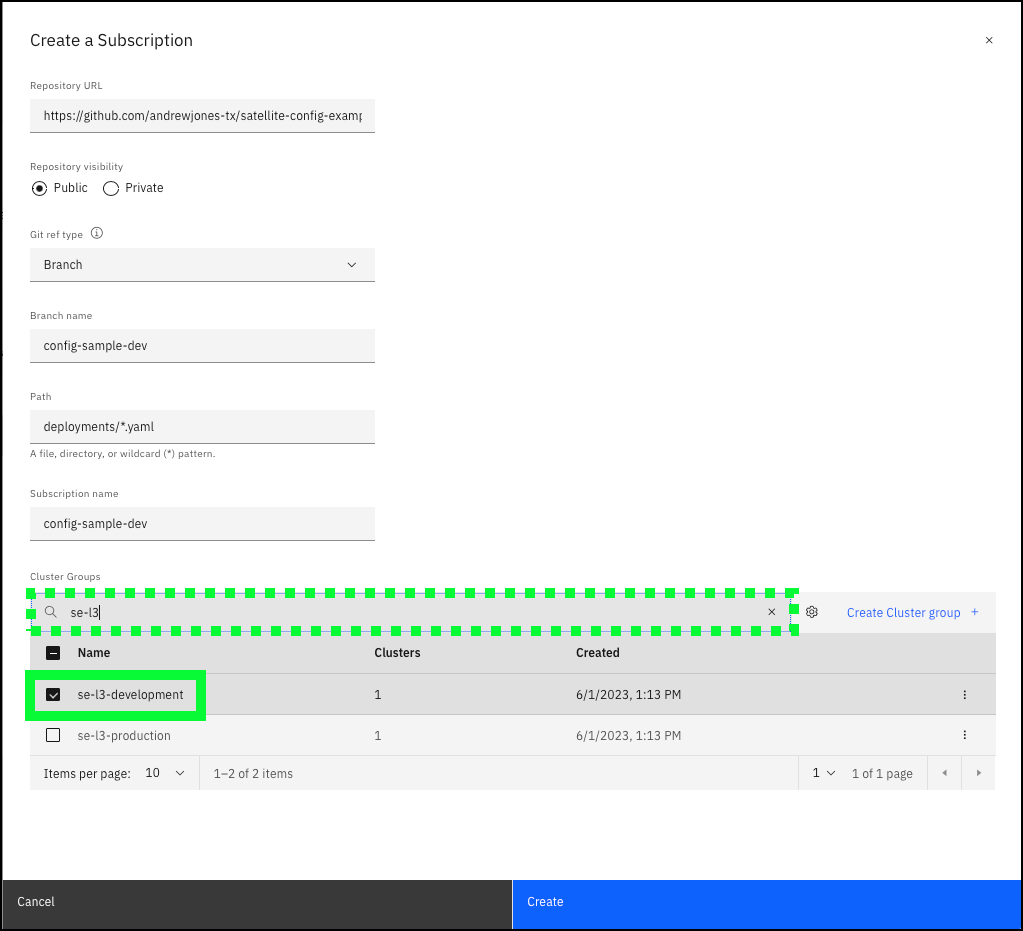 Create a Subscription
Repository URL
https://github.com/andrewjones-tx/satellite-config-examp
Repository visibility
Public Private
Git ref type
Branch
Branch name
config-sample-dev
Path
deployments/*.yaml
A file, directory, or wildcard (*) pattern.
Subscription name
config-sample-dev
Cluster Groups
se-l3 Create Cluster group +
Name Clusters Created
se-l3-development 1 6/1/2023, 1:13 PM
se-l3-production 1 6/1/2023, 1:13 PM
Items per page: 10 1–2 of 2 items 1 1 of 1 page
Cancel Create